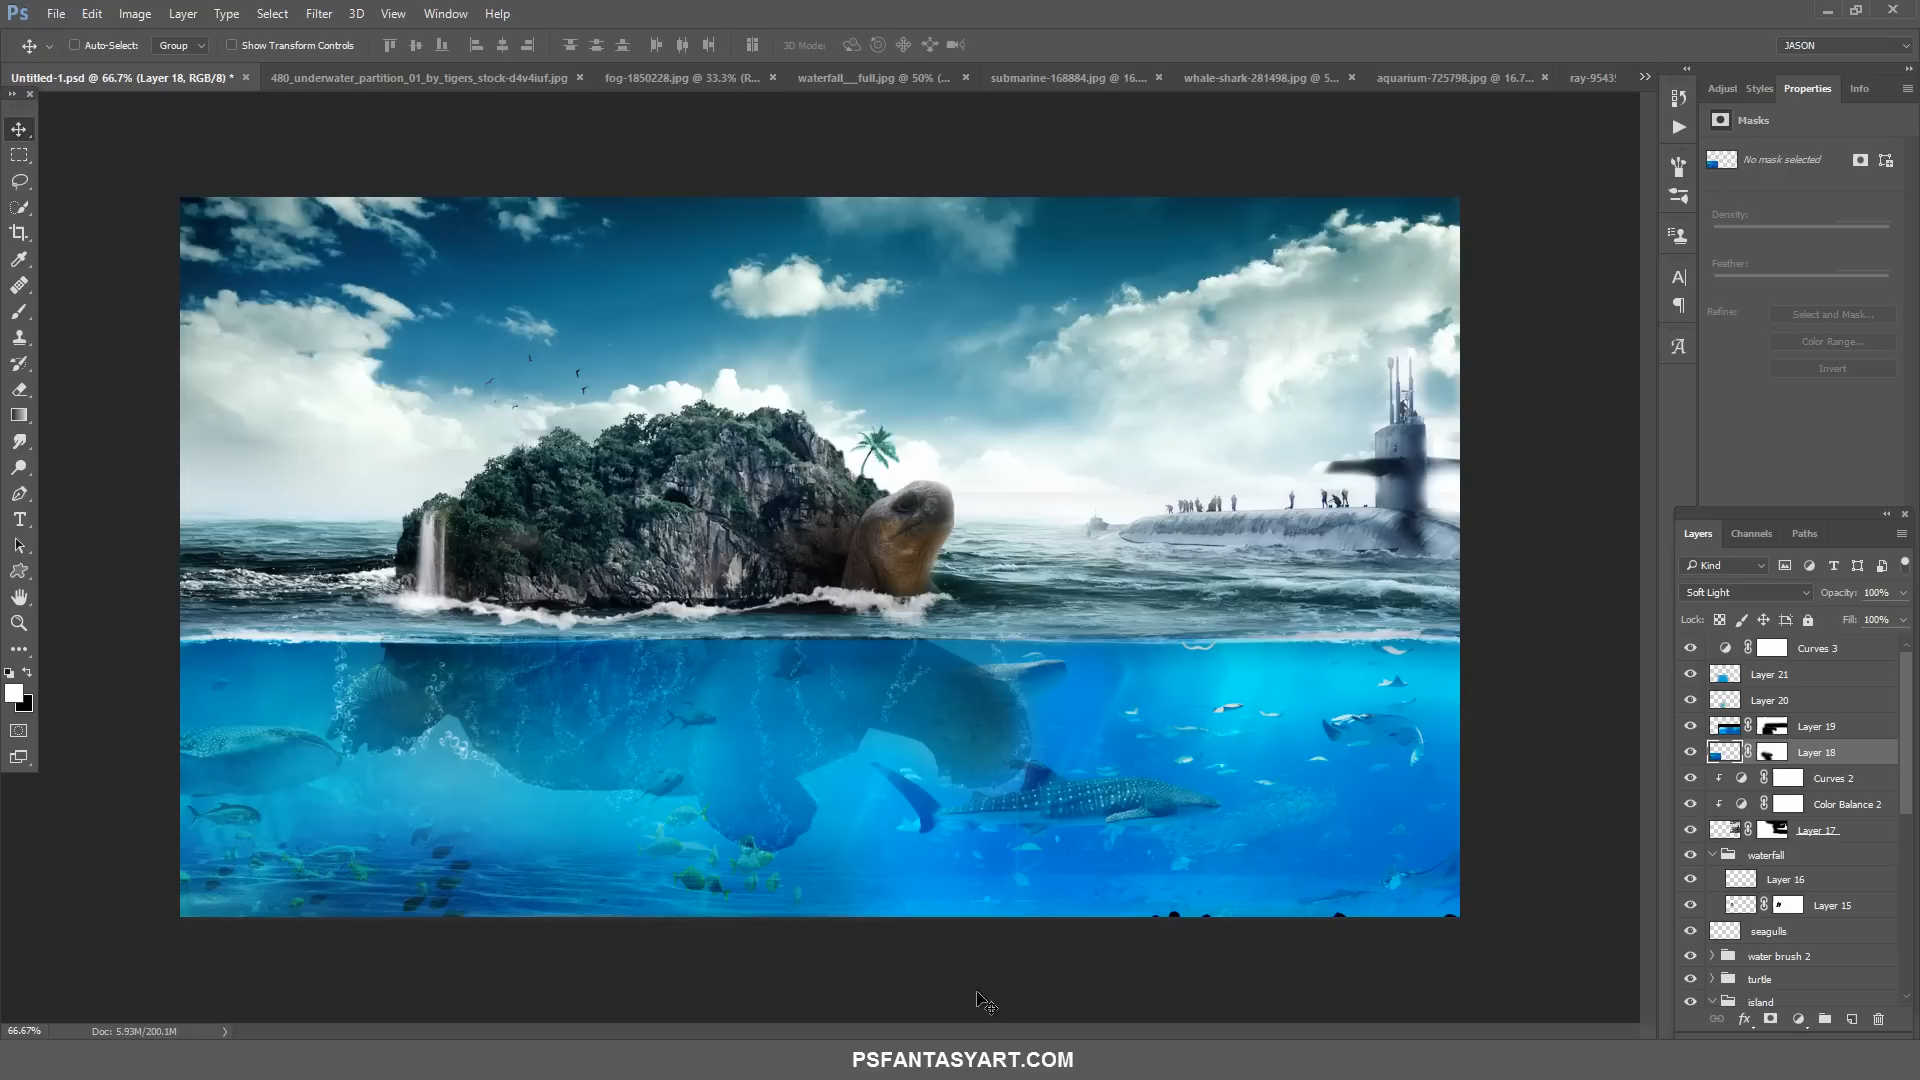 Ps File Edit Image Layer Type Select Filter 3D View Window Help
Auto-Select: Group Show Transform Controls 3D Mode: JASON
Untitled-1.psd @ 66.7% (Layer 18, RGB/8) * 480_underwater_partition_01_by_tigers_stock-d4v4iuf.jpg fog-1850228.jpg @ 33.3% (R... waterfall__full.jpg @ 50% (... submarine-168884.jpg @ 16.... whale-shark-281498.jpg @ 5... aquarium-725798.jpg @ 16.7... ray-9543
Adjust Styles Properties Info
Masks
No mask selected
Density:
Feather:
Refine: Select and Mask...
Color Range...
Invert
Layers Channels Paths
Kind
Soft Light Opacity: 100%
Lock: Fill: 100%
Curves 3
Layer 21
Layer 20
Layer 19
Layer 18
Curves 2
Color Balance 2
Layer 17
waterfall
Layer 16
Layer 15
seagulls
water brush 2
turtle
island
fx
66.67% Doc: 5.93M/200.1M
PSFANTASYART.COM